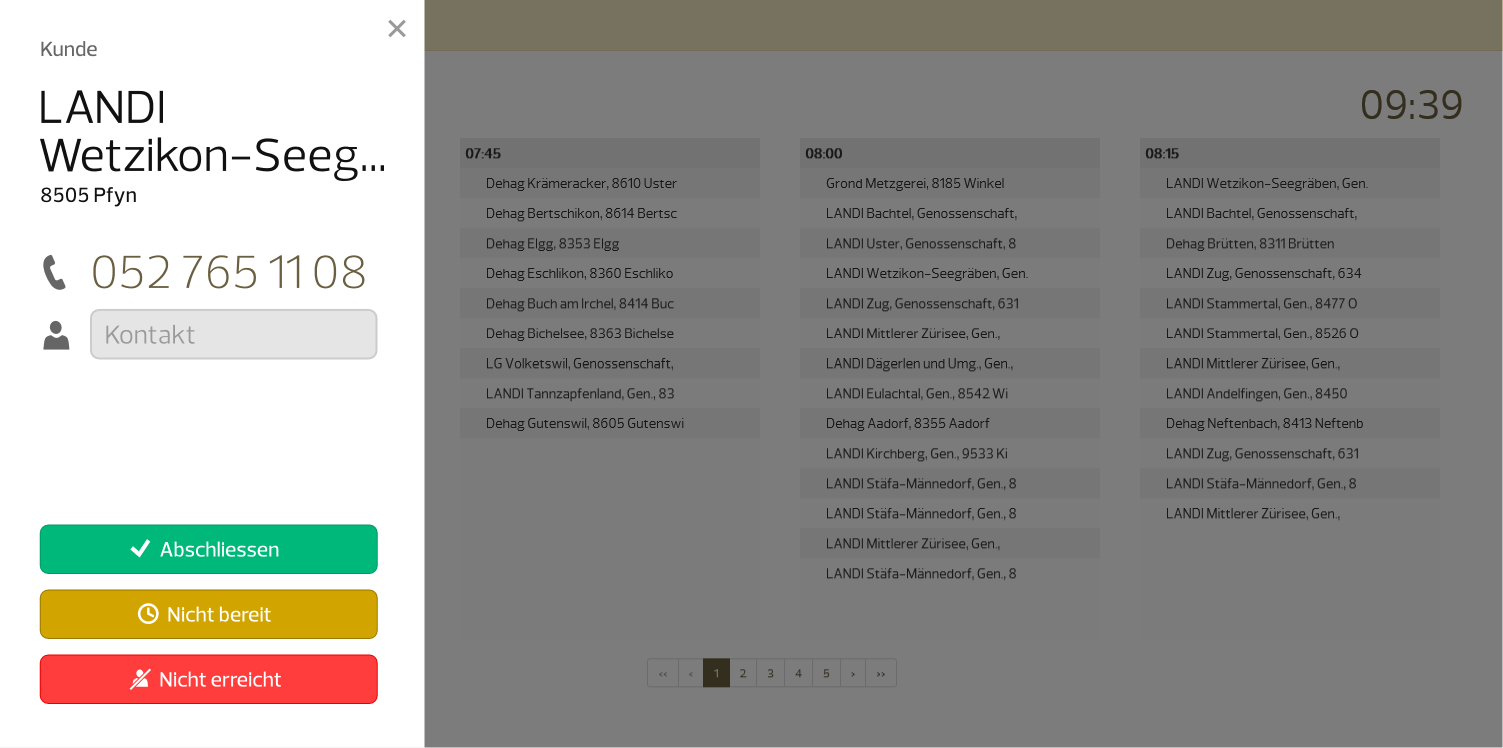 Kunde
LANDI
Wetzikon-Seeg...
8505 Pfyn
052 765 11 08
Kontakt
Abschliessen
Nicht bereit
Nicht erreicht
09:39
07:45
Dehag Krämeracker, 8610 Uster
Dehag Bertschikon, 8614 Bertsc
Dehag Elgg, 8353 Elgg
Dehag Eschlikon, 8360 Eschliko
Dehag Buch am Irchel, 8414 Buc
Dehag Bichelsee, 8363 Bichelse
LG Volketswil, Genossenschaft,
LANDI Tannzapfenland, Gen., 83
Dehag Gutenswil, 8605 Gutenswi
08:00
Grond Metzgerei, 8185 Winkel
LANDI Bachtel, Genossenschaft,
LANDI Uster, Genossenschaft, 8
LANDI Wetzikon-Seegräben, Gen.
LANDI Zug, Genossenschaft, 631
LANDI Mittlerer Zürisee, Gen.,
LANDI Dägerlen und Umg., Gen.,
LANDI Eulachtal, Gen., 8542 Wi
Dehag Aadorf, 8355 Aadorf
LANDI Kirchberg, Gen., 9533 Ki
LANDI Stäfa-Männedorf, Gen., 8
LANDI Stäfa-Männedorf, Gen., 8
LANDI Mittlerer Zürisee, Gen.,
LANDI Stäfa-Männedorf, Gen., 8
08:15
LANDI Wetzikon-Seegräben, Gen.
LANDI Bachtel, Genossenschaft,
Dehag Brütten, 8311 Brütten
LANDI Zug, Genossenschaft, 634
LANDI Stammertal, Gen., 8477 O
LANDI Stammertal, Gen., 8526 O
LANDI Mittlerer Zürisee, Gen.,
LANDI Andelfingen, Gen., 8450
Dehag Neftenbach, 8413 Neftenb
LANDI Zug, Genossenschaft, 631
LANDI Stäfa-Männedorf, Gen., 8
LANDI Mittlerer Zürisee, Gen.,
‹‹ ‹ 1 2 3 4 5 › ››